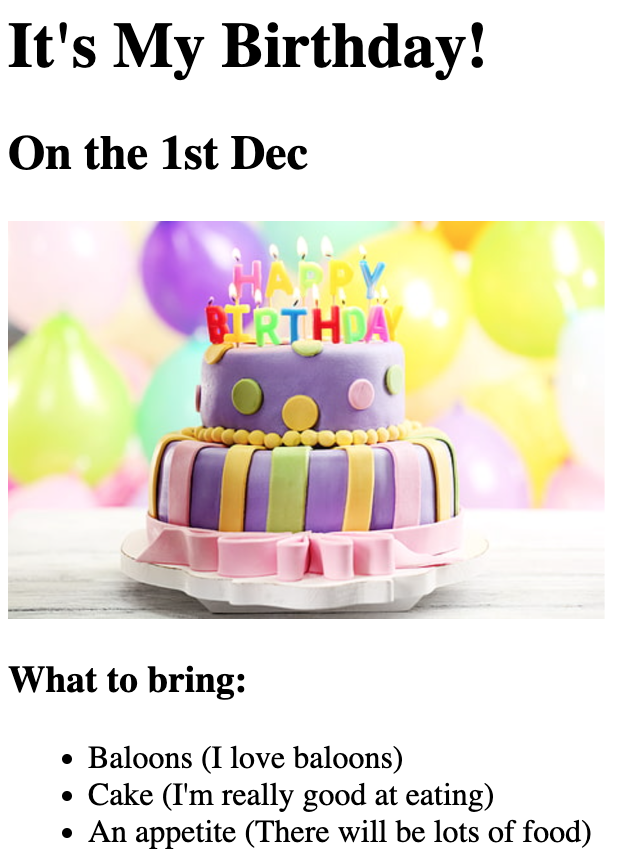 It's My Birthday!
On the 1st Dec
HAPPY
BIRTHDAY
What to bring:
Baloons (I love baloons)
Cake (I'm really good at eating)
An appetite (There will be lots of food)